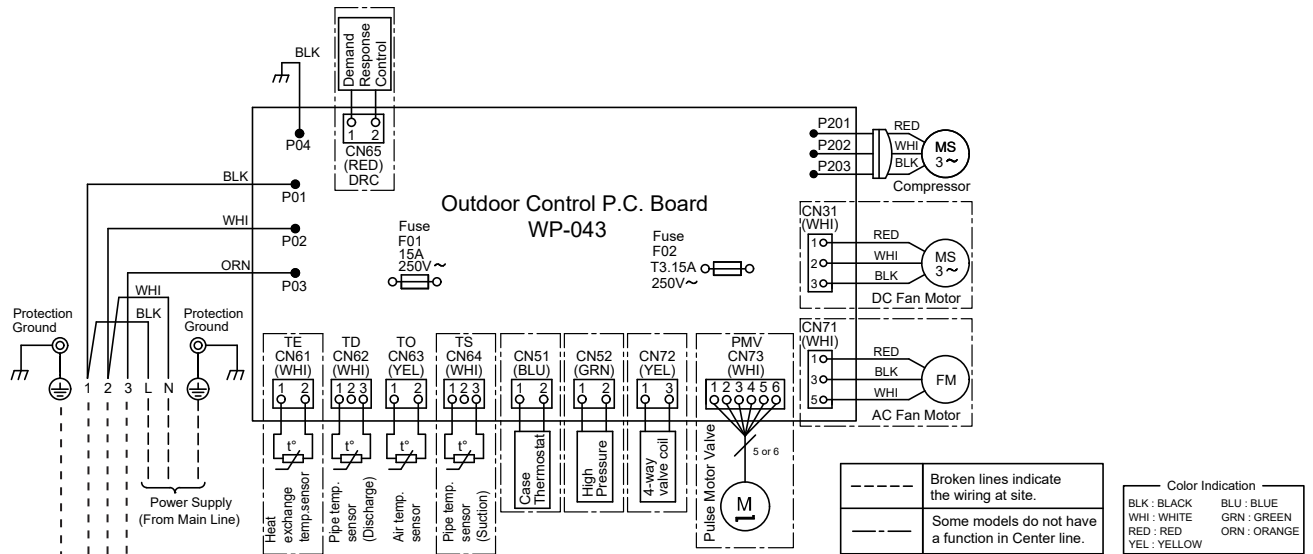 BLK
Demand
Response
Control
1 2
CN65
(RED)
DRC
P04
BLK
P01
WHI
P02
ORN
P03
Outdoor Control P.C. Board
WP-043
Fuse
F01
15A
250V~
Fuse
F02
T3.15A
250V~
P201
P202
P203
RED
WHI
BLK
MS
3~
Compressor
CN31
(WHI)
1
2
3
RED
WHI
BLK
MS
3~
DC Fan Motor
CN71
(WHI)
1
3
5
RED
BLK
WHI
FM
AC Fan Motor
WHI
BLK
Protection
Ground
Protection
Ground
1 2 3 L N
Power Supply
(From Main Line)
TE
CN61
(WHI)
1 2
t°
Heat
exchange
temp.sensor
TD
CN62
(WHI)
1 2 3
t°
Pipe temp.
sensor
(Discharge)
TO
CN63
(YEL)
1 2
t°
Air temp.
sensor
TS
CN64
(WHI)
1 2 3
t°
Pipe temp.
sensor
(Suction)
CN51
(BLU)
1 2
Case
Thermostat
CN52
(GRN)
1 2
High
Pressure
CN72
(YEL)
1 3
4-way
valve coil
PMV
CN73
(WHI)
1 2 3 4 5 6
5 or 6
Pulse Motor Valve
M
Broken lines indicate
the wiring at site.
Some models do not have
a function in Center line.
Color Indication
BLK : BLACK BLU : BLUE
WHI : WHITE GRN : GREEN
RED : RED ORN : ORANGE
YEL : YELLOW